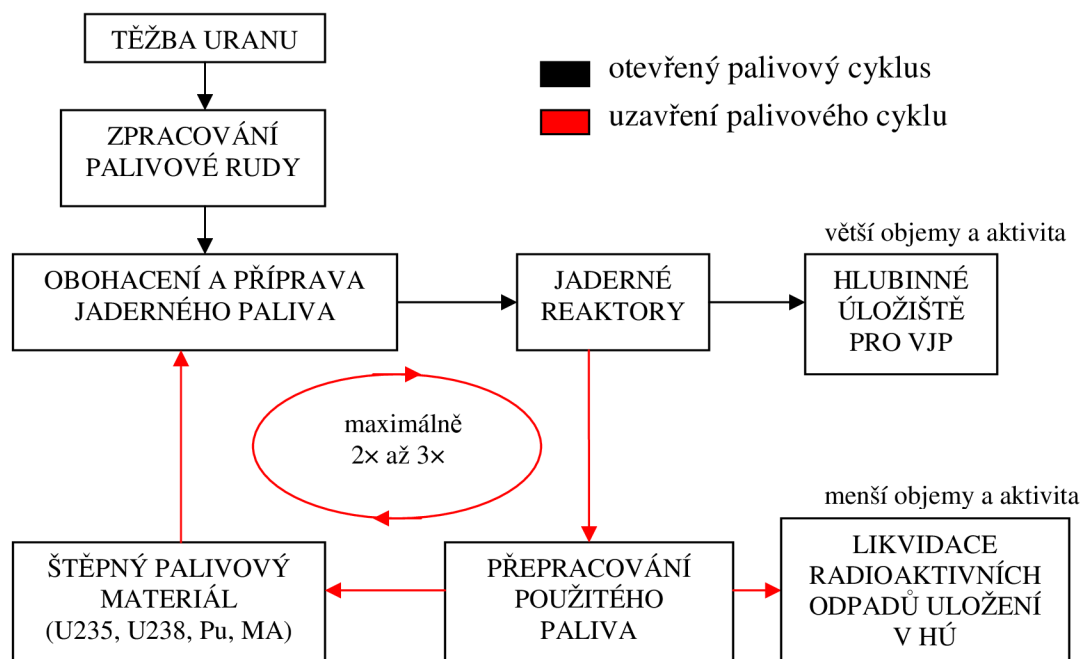 TĚŽBA URANU
otevřený palivový cyklus
uzavření palivového cyklu
ZPRACOVÁNÍ
PALIVOVÉ RUDY
větší objemy a aktivita
OBOHACENÍ A PŘÍPRAVA
JADERNÉHO PALIVA
JADERNÉ
REAKTORY
HLUBINNÉ
ÚLOŽIŠTĚ
PRO VJP
maximálně
2× až 3×
menší objemy a aktivita
ŠTĚPNÝ PALIVOVÝ
MATERIÁL
(U235, U238, Pu, MA)
PŘEPRACOVÁNÍ
POUŽITÉHO
PALIVA
LIKVIDACE
RADIOAKTIVNÍCH
ODPADŮ ULOŽENÍ
V HÚ